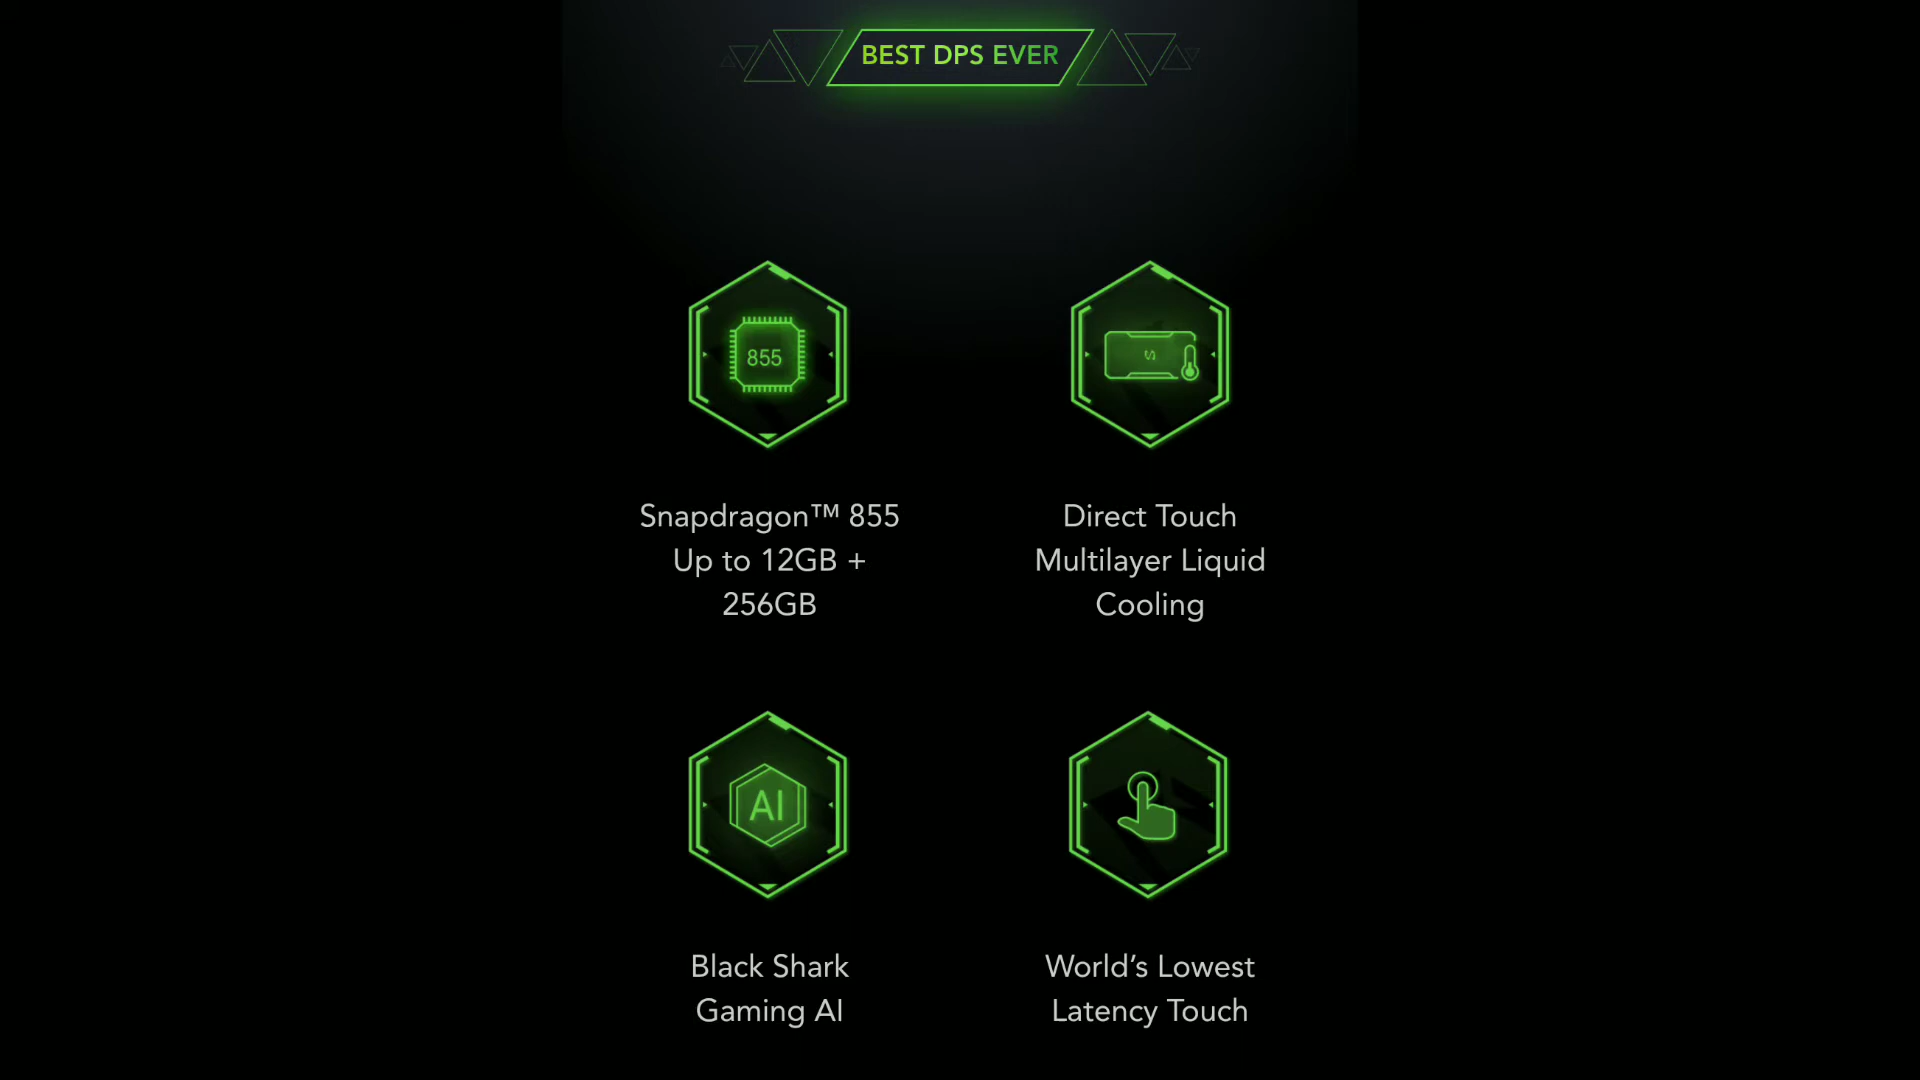 BEST DPS EVER
855
S
Snapdragon™ 855
Up to 12GB +
256GB
Direct Touch
Multilayer Liquid
Cooling
AI
Black Shark
Gaming AI
World's Lowest
Latency Touch